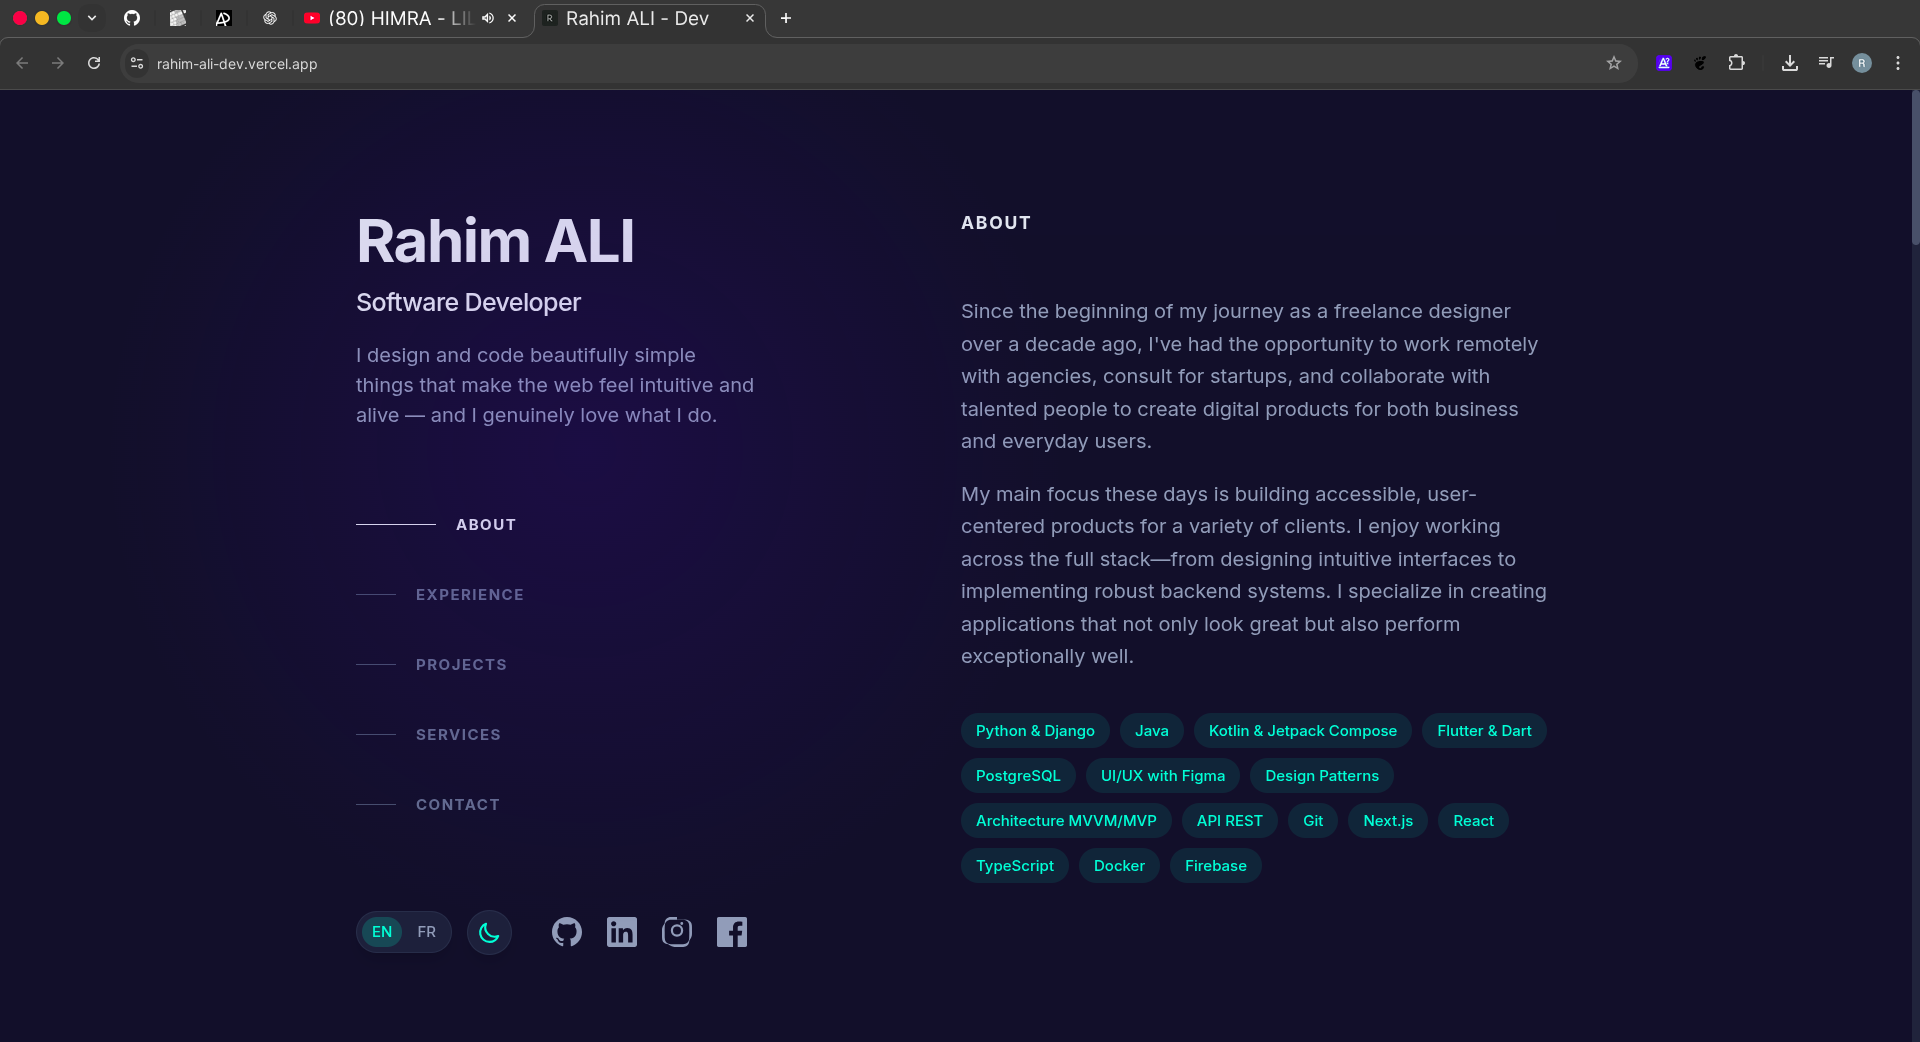 (80) HIMRA - LIL
R
Rahim ALI - Dev
rahim-ali-dev.vercel.app
R
Rahim ALI
Software Developer
I design and code beautifully simple
things that make the web feel intuitive and
alive — and I genuinely love what I do.
ABOUT
EXPERIENCE
PROJECTS
SERVICES
CONTACT
EN FR
ABOUT
Since the beginning of my journey as a freelance designer
over a decade ago, I've had the opportunity to work remotely
with agencies, consult for startups, and collaborate with
talented people to create digital products for both business
and everyday users.
My main focus these days is building accessible, user-
centered products for a variety of clients. I enjoy working
across the full stack—from designing intuitive interfaces to
implementing robust backend systems. I specialize in creating
applications that not only look great but also perform
exceptionally well.
Python & Django Java Kotlin & Jetpack Compose Flutter & Dart
PostgreSQL UI/UX with Figma Design Patterns
Architecture MVVM/MVP API REST Git Next.js React
TypeScript Docker Firebase